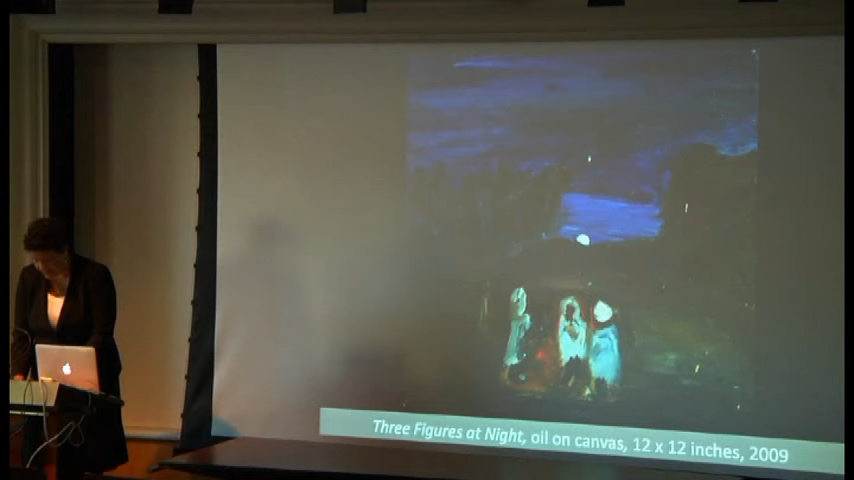 Three Figures at Night, oil on canvas, 12 x 12 inches, 2009